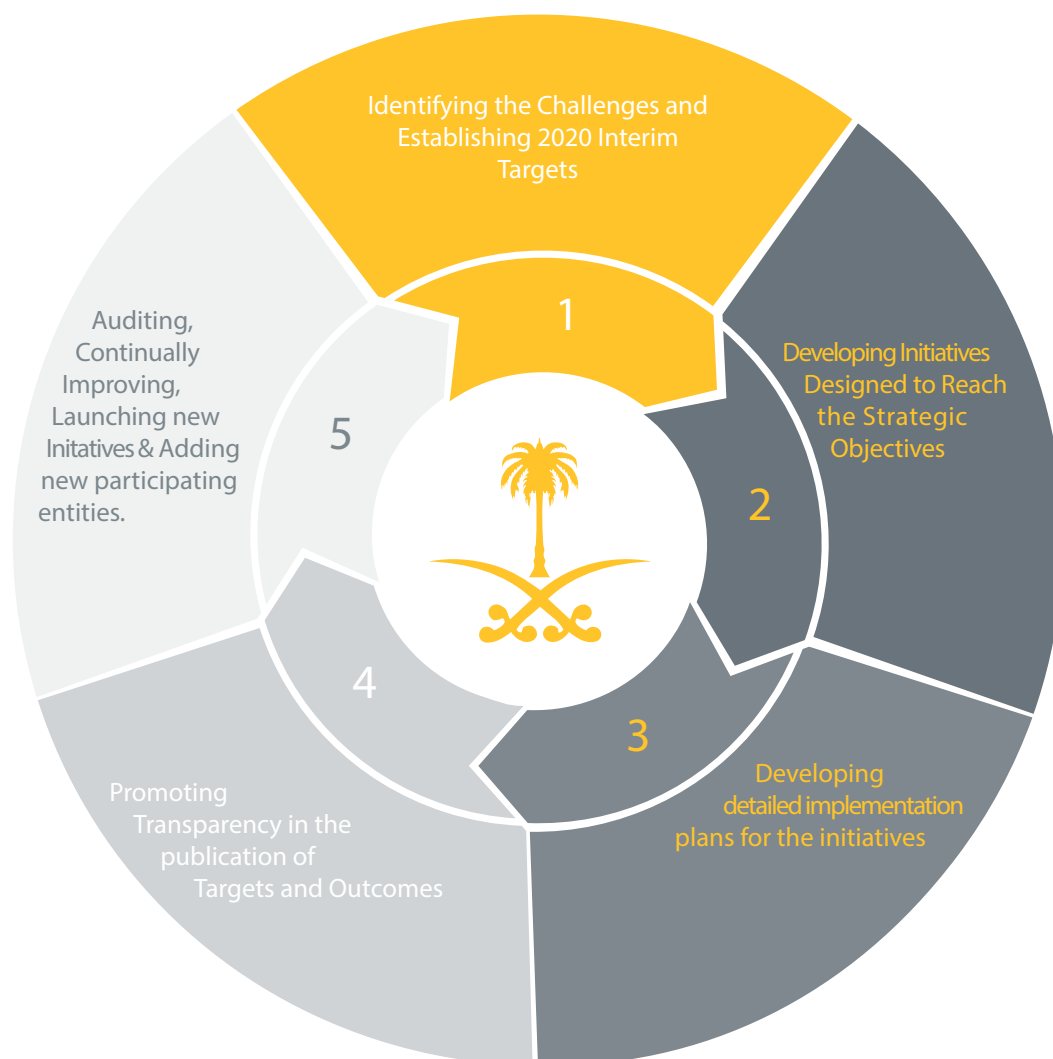 Identifying the Challenges and
Establishing 2020 Interim
Targets
1
Developing Initiatives
Designed to Reach
the Strategic
Objectives
2
Developing
detailed implementation
plans for the initiatives
3
Promoting
Transparency in the
publication of
Targets and Outcomes
4
Auditing,
Continually
Improving,
Launching new
Initatives & Adding
new participating
entities.
5